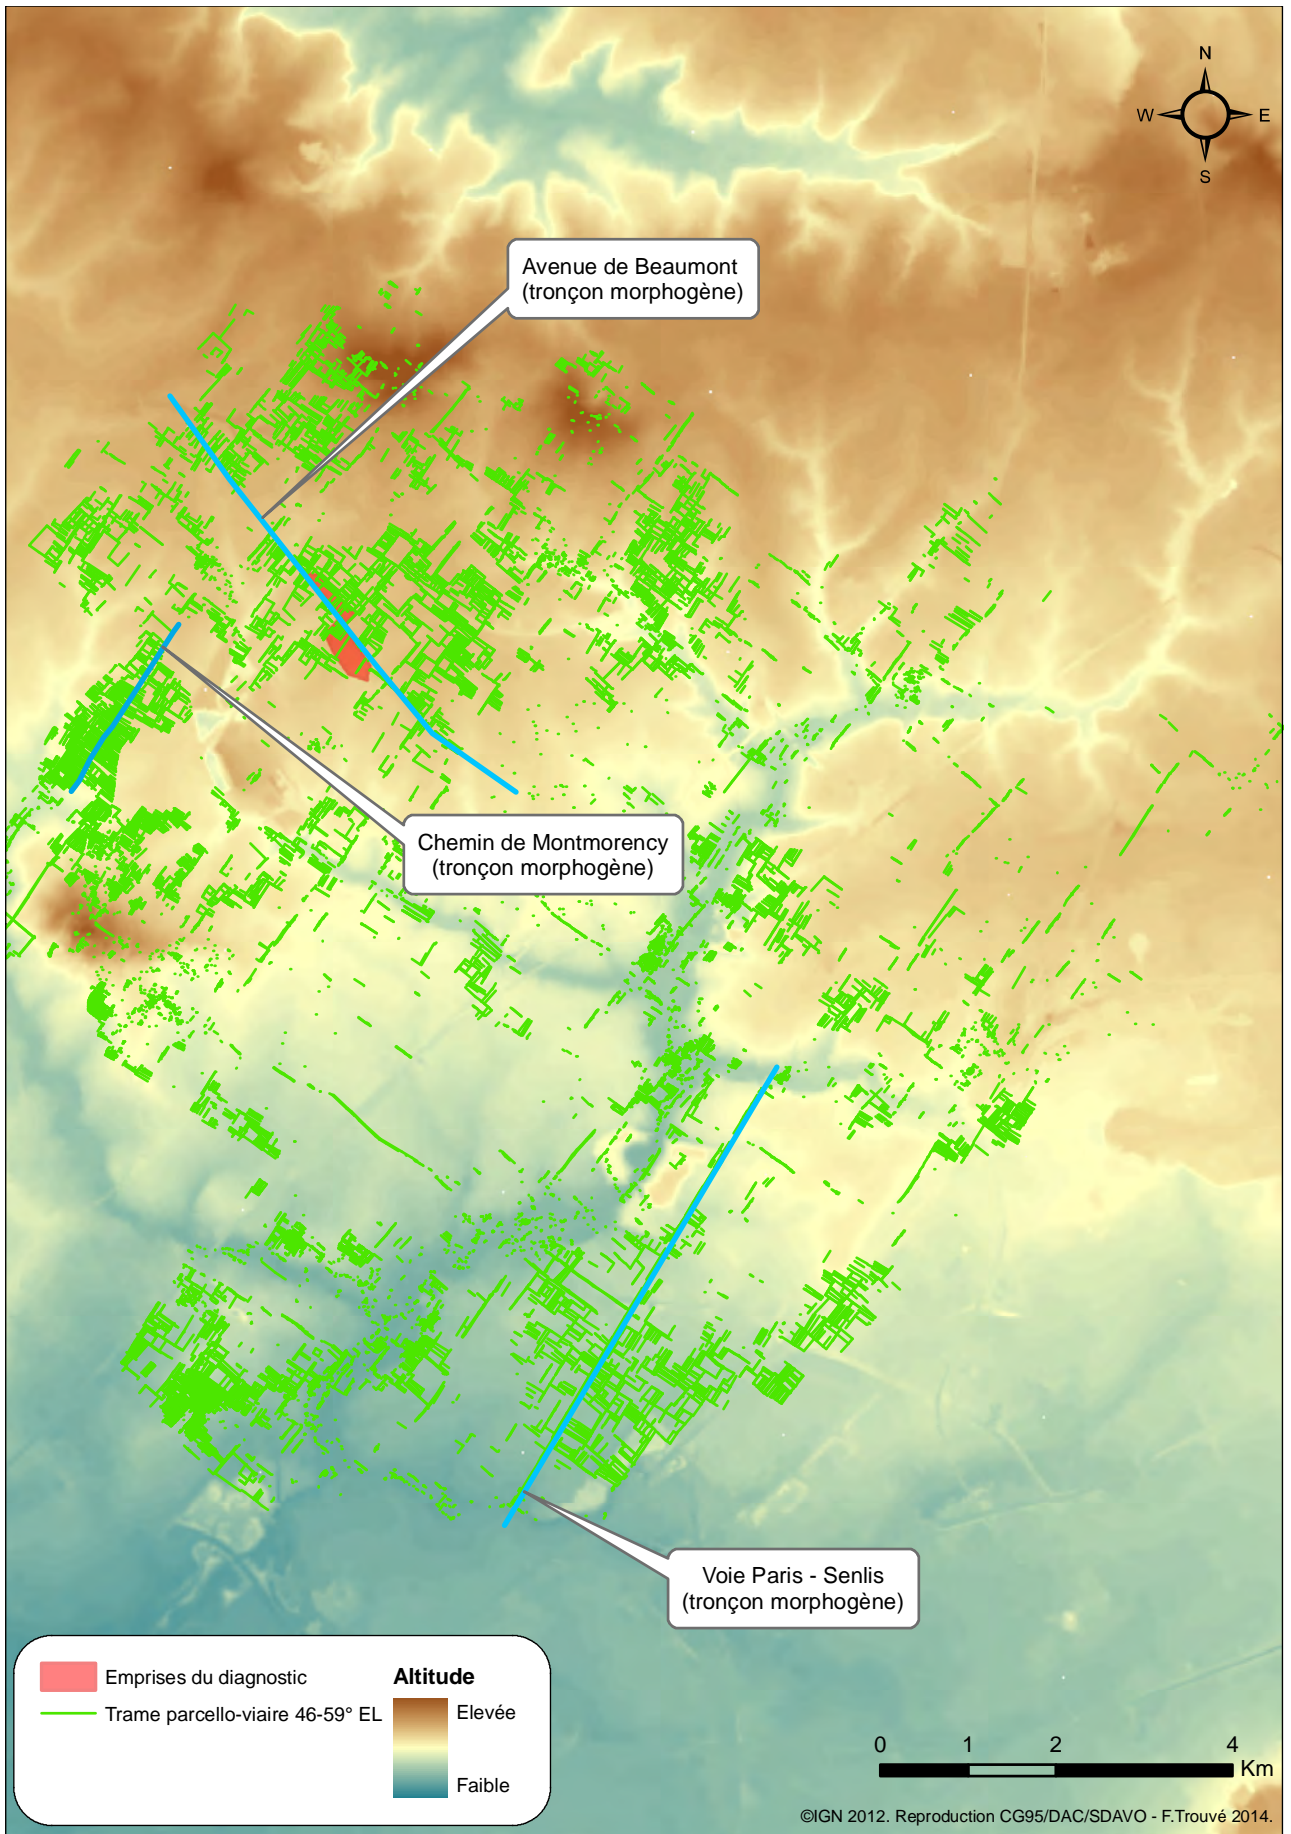 N
W
E
S
Avenue de Beaumont
(tronçon morphogène)
Chemin de Montmorency
(tronçon morphogène)
Voie Paris - Senlis
(tronçon morphogène)
Emprises du diagnostic
Trame parcello-viaire 46-59° EL
Altitude
Elevée
Faible
0 1 2 4
Km
©IGN 2012. Reproduction CG95/DAC/SDAVO - F.Trouvé 2014.